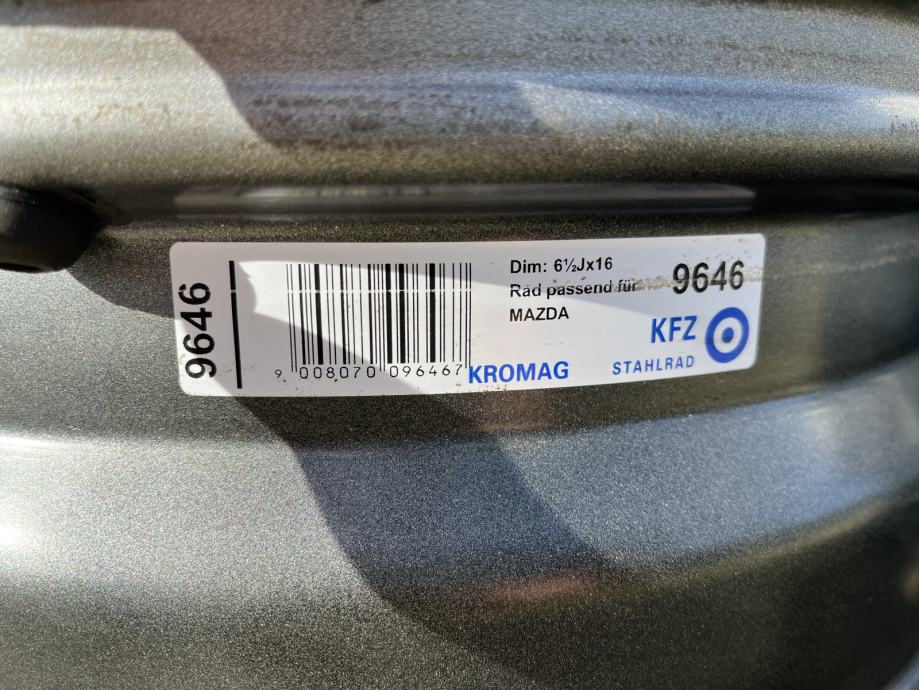 9646
9 008070 096467
Dim: 6½Jx16
Rad passend für
MAZDA
9646
KROMAG
KFZ
STAHLRAD